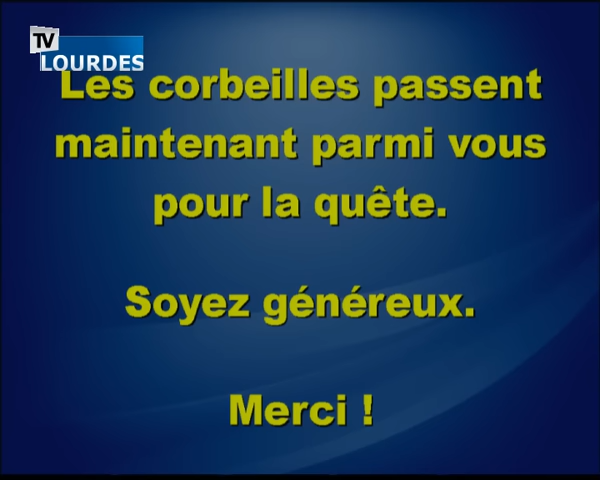 TV
LOURDES
Les corbeilles passent
maintenant parmi vous
pour la quête.
Soyez généreux.
Merci !